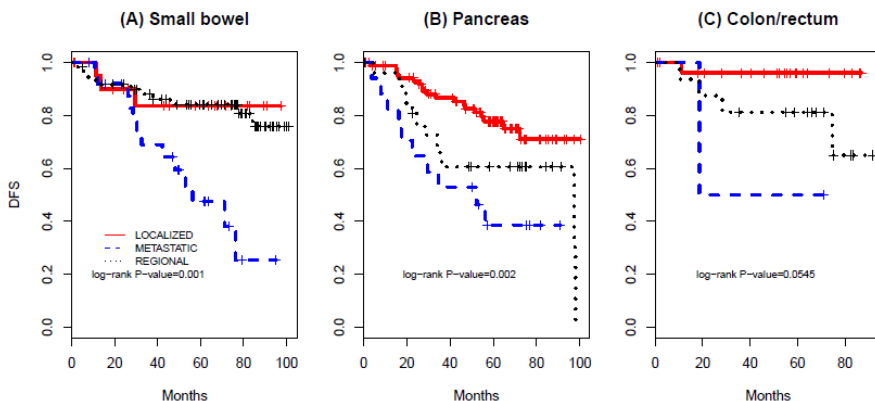 (A) Small bowel
(B) Pancreas
(C) Colon/rectum
DFS
1.0
0.8
0.6
0.4
0.2
0.0
LOCALIZED
METASTATIC
REGIONAL
log−rank P−value=0.001
0 20 40 60 80 100
Months
1.0
0.8
0.6
0.4
0.2
0.0
log−rank P−value=0.002
0 20 40 60 80 100
Months
1.0
0.8
0.6
0.4
0.2
0.0
log−rank P−value=0.0545
0 20 40 60 80
Months